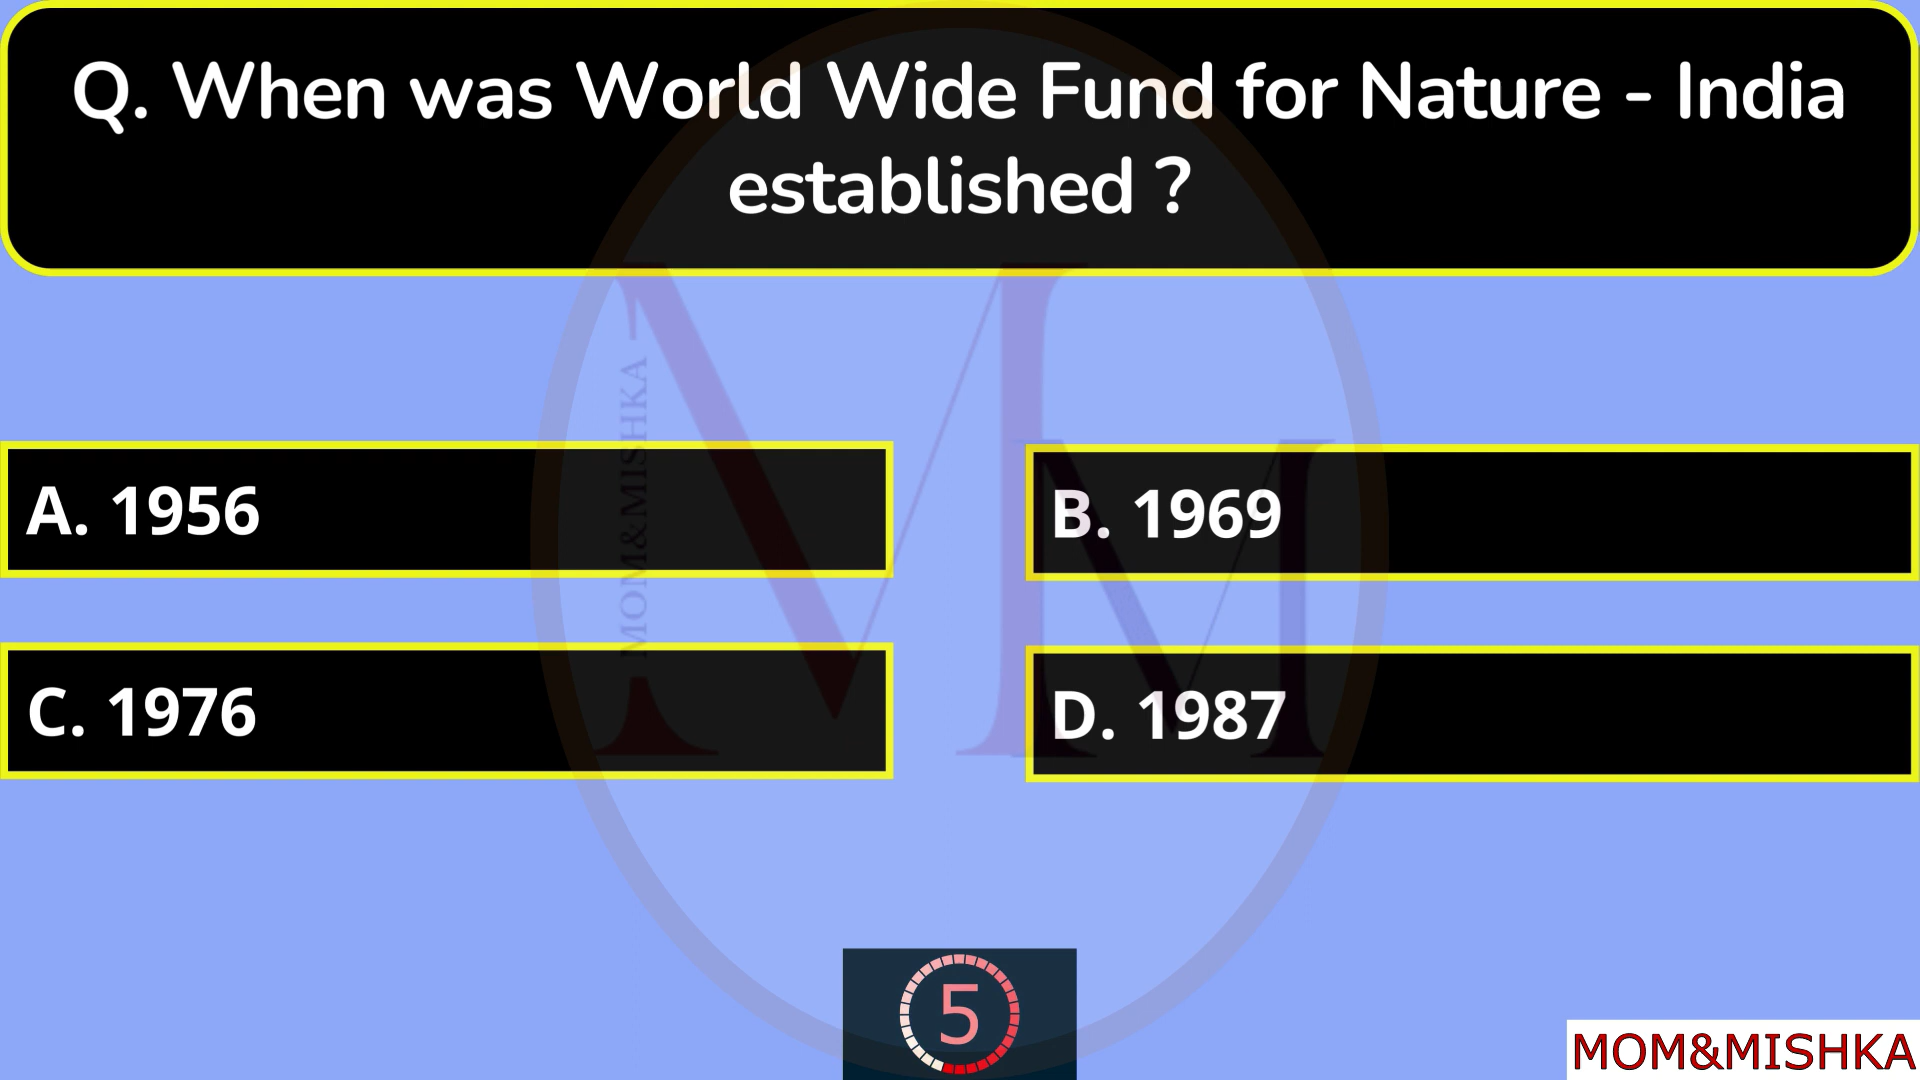 Q. When was World Wide Fund for Nature - India
established ?
MOM&MISHKA
A. 1956
B. 1969
C. 1976
D. 1987
5
MOM&MISHKA